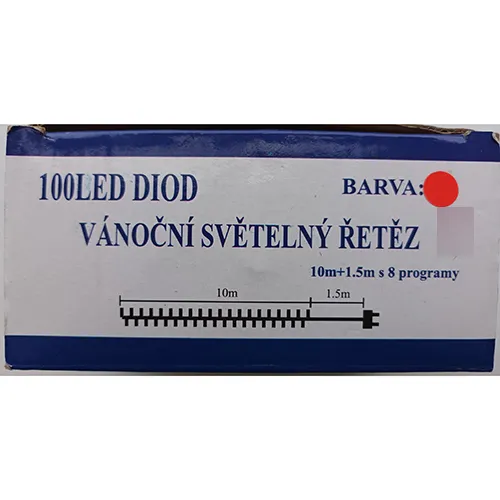 100LED DIOD
BARVA:
VÁNOČNÍ SVĚTELNÝ ŘETĚZ
10m+1.5m s 8 programy
10m
1.5m